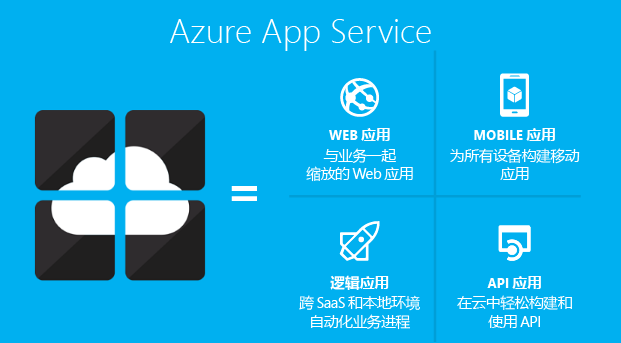 Azure App Service
WEB 应用
与业务一起
缩放的 Web 应用
MOBILE 应用
为所有设备构建移动
应用
=
逻辑应用
跨 SaaS 和本地环境
自动化业务进程
API 应用
在云中轻松构建和
使用 API